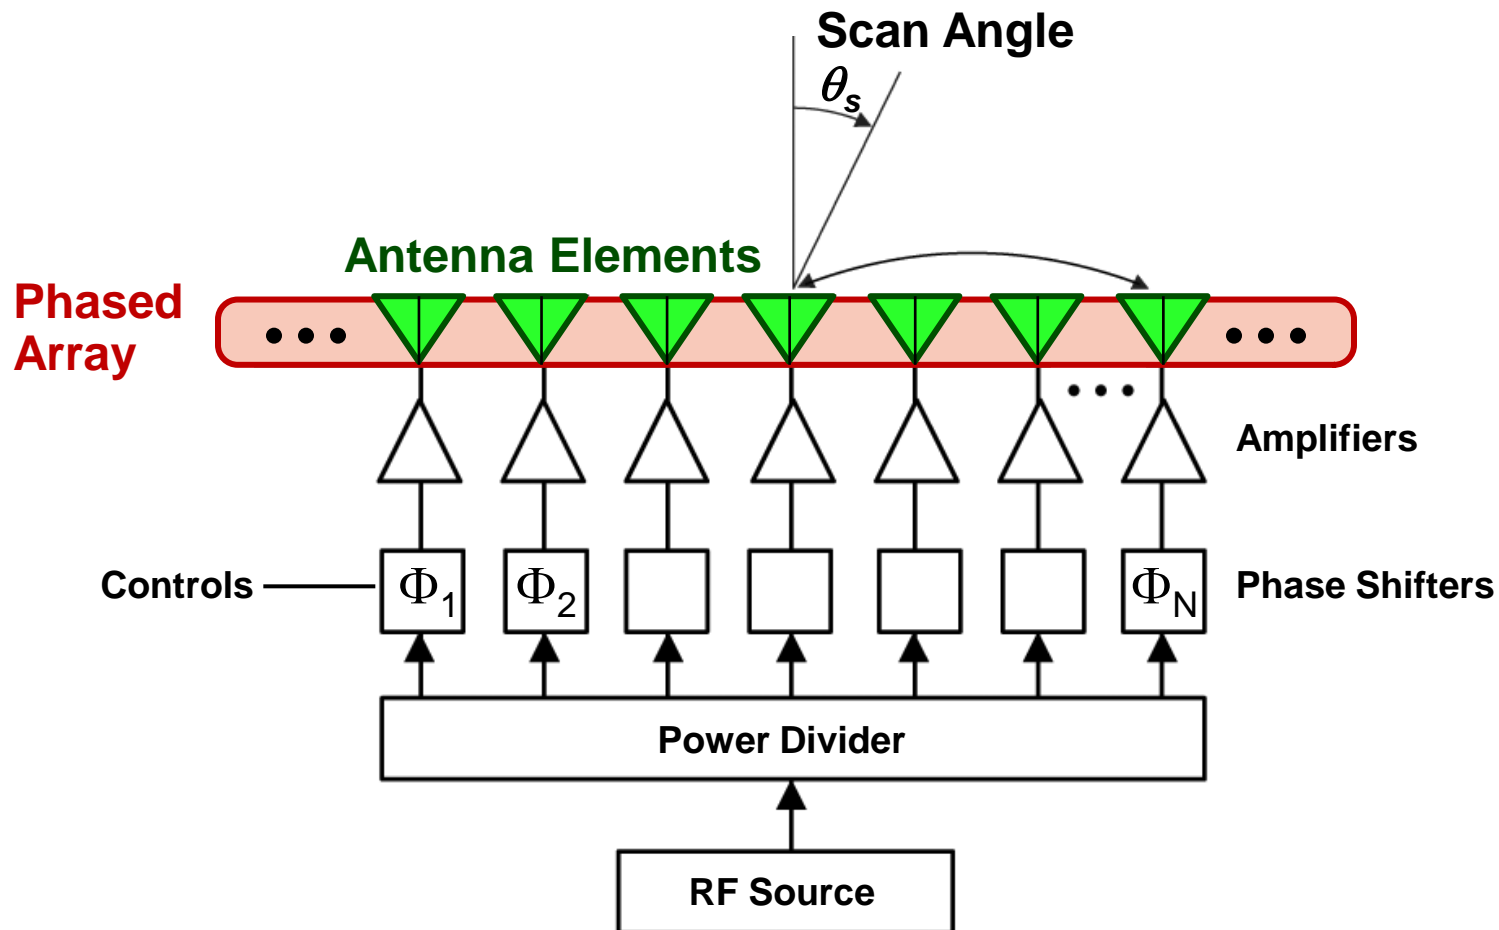 Scan Angle
θs
Antenna Elements
Phased
Array
Amplifiers
Controls
Φ1
Φ2
ΦN
Phase Shifters
Power Divider
RF Source